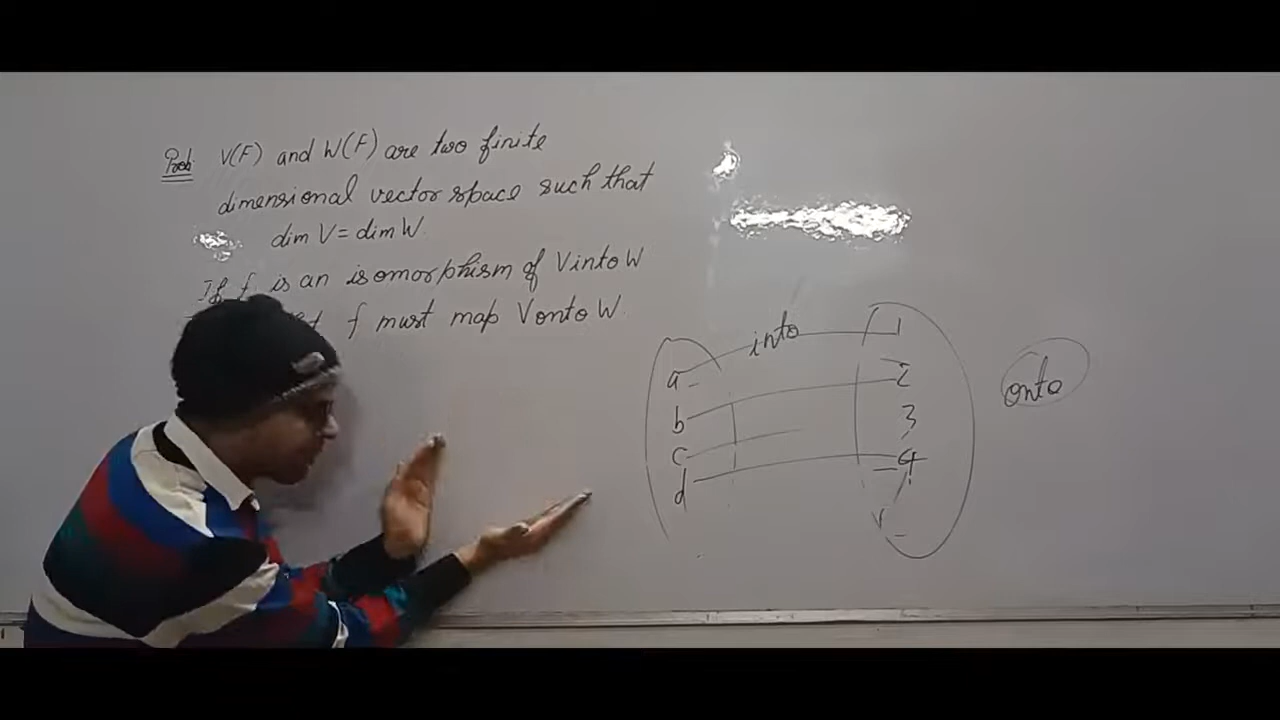 Prob: V(F) and W(F) are two finite
dimensional vector space such that
dim V = dim W.
If f is an isomorphism of V into W
f must map V onto W.
into
a
b
c
d
1
2
3
4
onto